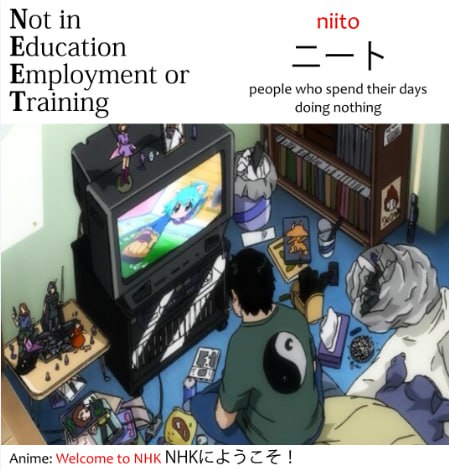 Not in
Education
Employment or
Training
niito
ニート
people who spend their days
doing nothing
Anime: Welcome to NHK NHKにようこそ！